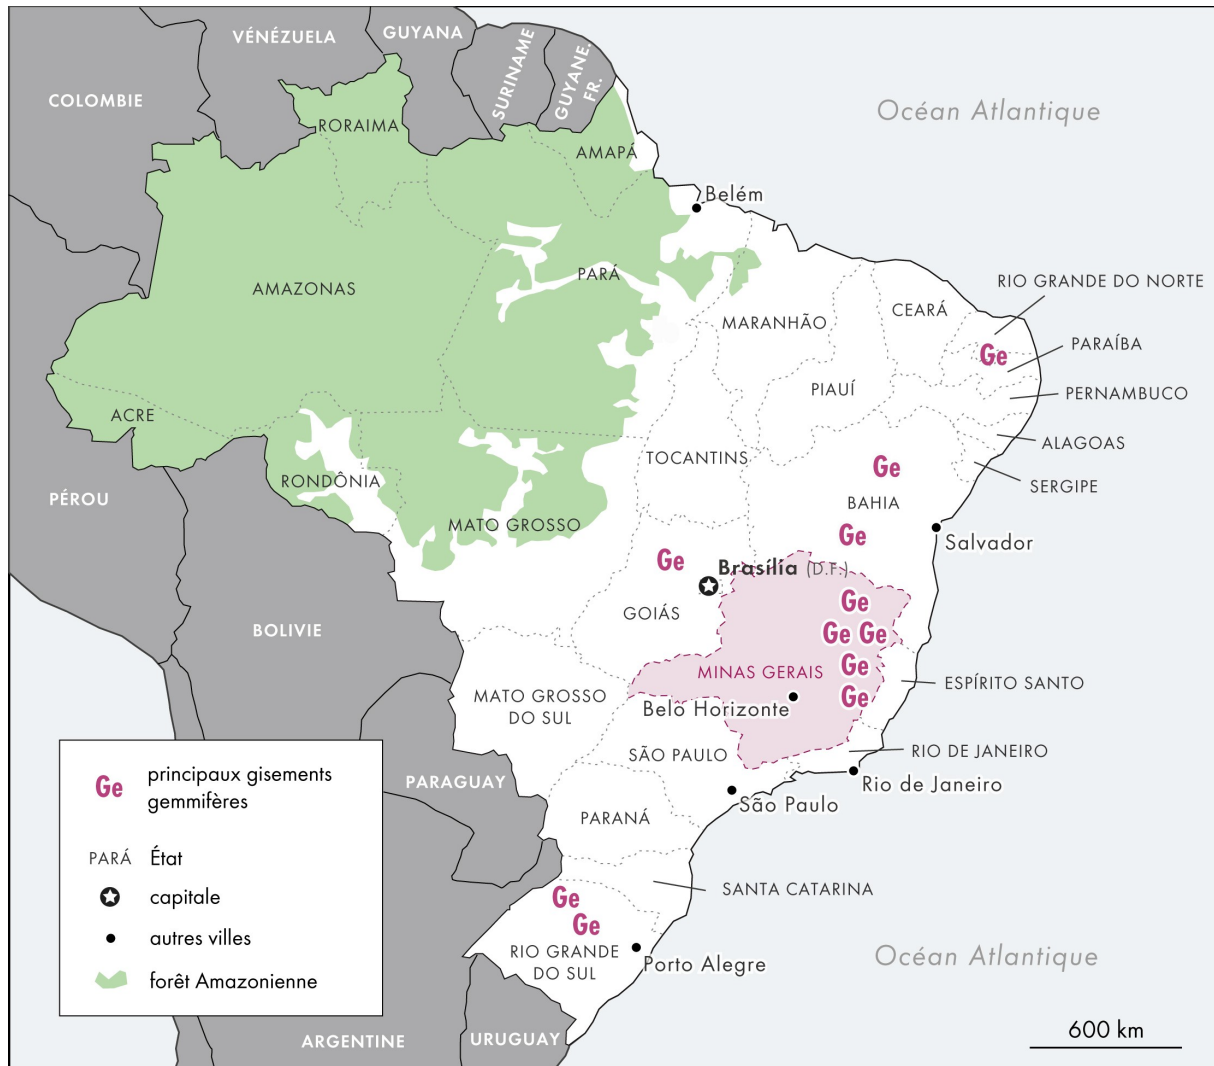 VÉNÉZUELA
GUYANA
SURINAME
GUYANE.
FR.
COLOMBIE
Océan Atlantique
RORAIMA
AMAPÁ
Belém
PARÁ
AMAZONAS
RIO GRANDE DO NORTE
CEARÁ
MARANHÃO
Ge
PARAÍBA
PIAUÍ
PERNAMBUCO
ACRE
ALAGOAS
TOCANTINS
Ge
SERGIPE
RONDÔNIA
PÉROU
BAHIA
MATO GROSSO
Ge
Salvador
Ge
Brasília (D.F.)
Ge
GOIÁS
BOLIVIE
Ge Ge
Ge
MINAS GERAIS
ESPÍRITO SANTO
MATO GROSSO
DO SUL
Ge
Belo Horizonte
SÃO PAULO
RIO DE JANEIRO
PARAGUAY
Rio de Janeiro
São Paulo
PARANÁ
SANTA CATARINA
Ge
Ge
RIO GRANDE
DO SUL
Porto Alegre
Océan Atlantique
ARGENTINE
URUGUAY
600 km
Ge principaux gisements
gemmifères
PARÁ État
capitale
autres villes
forêt Amazonienne